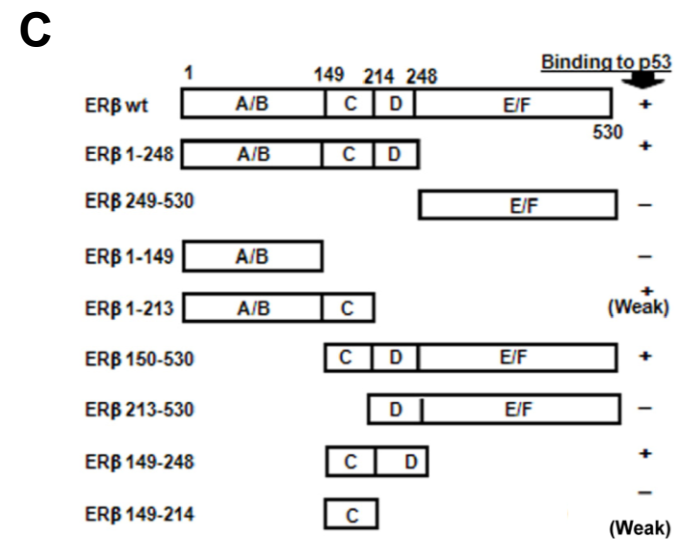 C
Binding to p53
1 149 214 248
ERβ wt A/B C D E/F +
530
ERβ 1-248 A/B C D +
ERβ 249-530 E/F –
ERβ 1-149 A/B –
ERβ 1-213 A/B C +
(Weak)
ERβ 150-530 C D E/F +
ERβ 213-530 D E/F –
ERβ 149-248 C D +
ERβ 149-214 C –
(Weak)